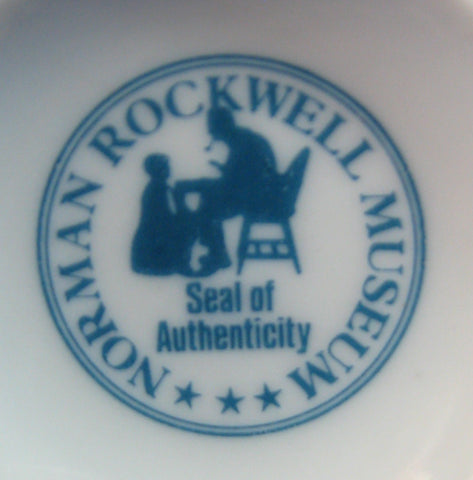 NORMAN ROCKWELL MUSEUM
Seal of
Authenticity